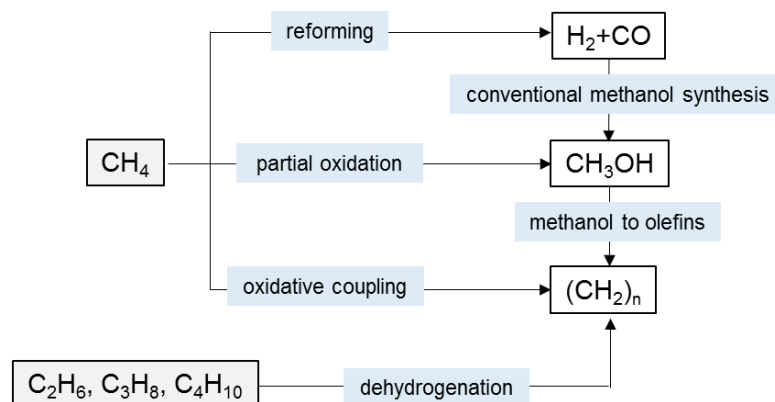 reforming
H₂+CO
conventional methanol synthesis
CH₄
partial oxidation
CH₃OH
methanol to olefins
oxidative coupling
(CH₂)ₙ
C₂H₆, C₃H₈, C₄H₁₀
dehydrogenation